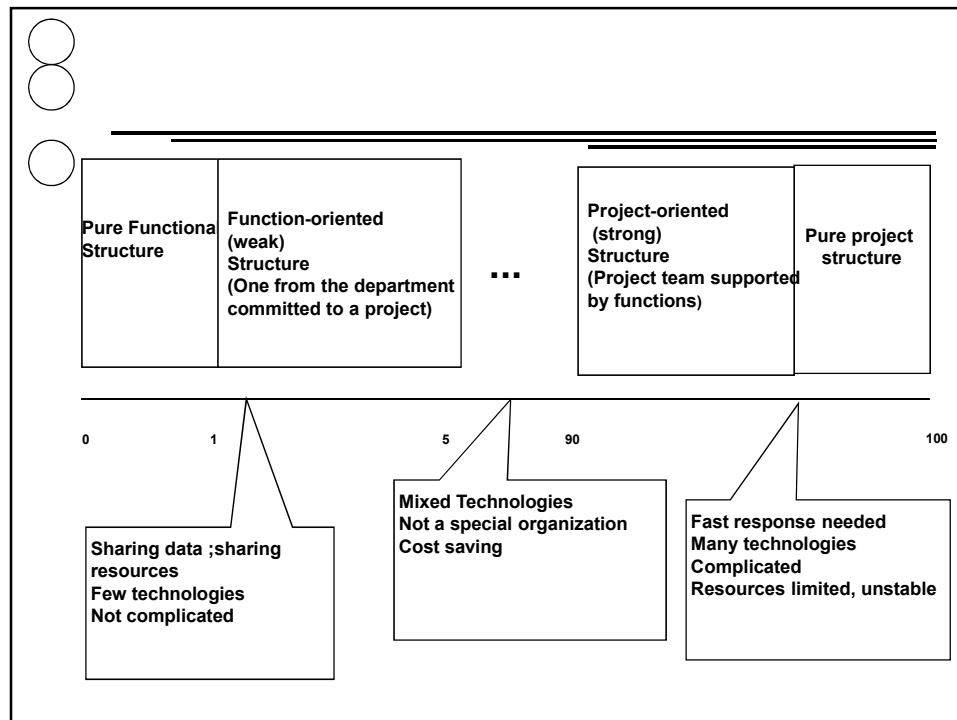 Pure Functional
Structure
Function-oriented
(weak)
Structure
(One from the department
committed to a project)
...
Project-oriented
(strong)
Structure
(Project team supported
by functions)
Pure project
structure
0
1
5
90
100
Sharing data ;sharing
resources
Few technologies
Not complicated
Mixed Technologies
Not a special organization
Cost saving
Fast response needed
Many technologies
Complicated
Resources limited, unstable